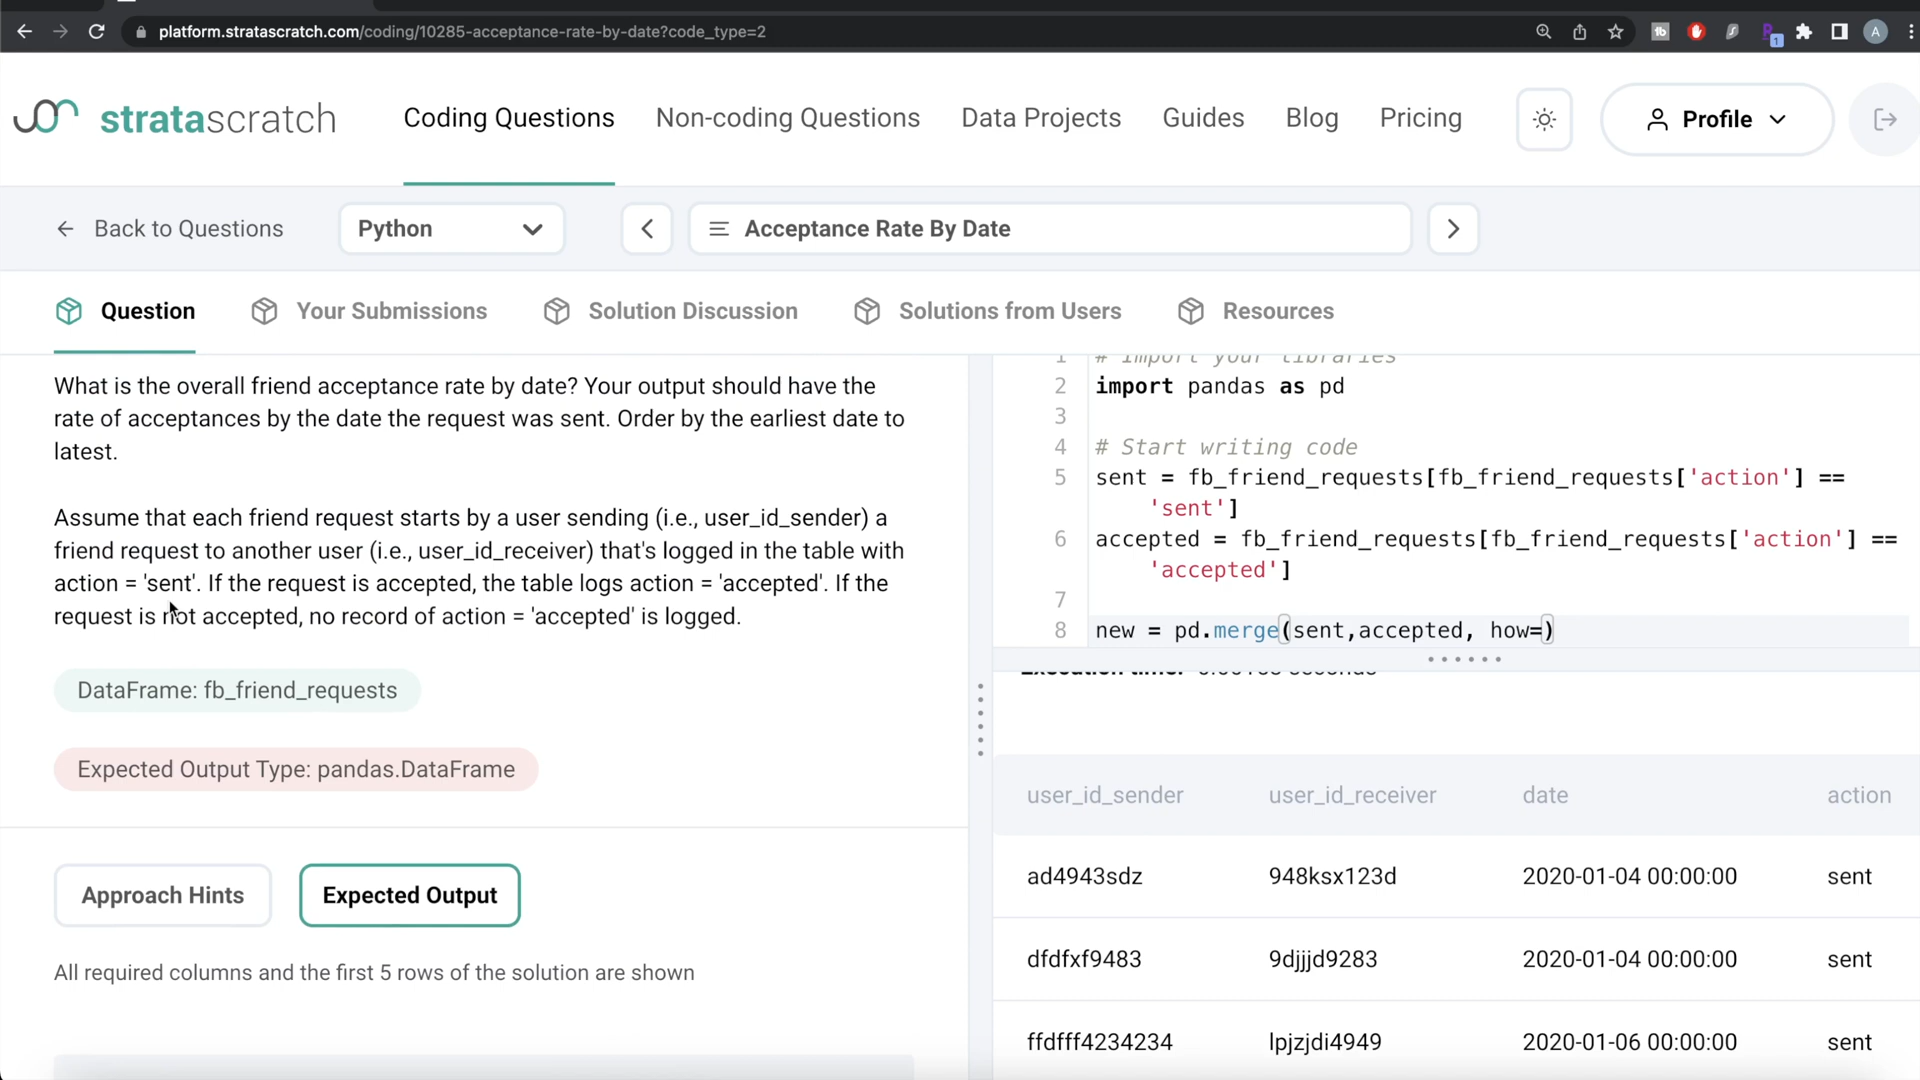 platform.stratascratch.com/coding/10285-acceptance-rate-by-date?code_type=2
stratascratch
Coding Questions
Non-coding Questions
Data Projects
Guides
Blog
Pricing
Profile
A
1
Back to Questions
Python
Acceptance Rate By Date
Question
Your Submissions
Solution Discussion
Solutions from Users
Resources
What is the overall friend acceptance rate by date? Your output should have the
rate of acceptances by the date the request was sent. Order by the earliest date to
latest.
Assume that each friend request starts by a user sending (i.e., user_id_sender) a
friend request to another user (i.e., user_id_receiver) that's logged in the table with
action = 'sent'. If the request is accepted, the table logs action = 'accepted'. If the
request is not accepted, no record of action = 'accepted' is logged.
DataFrame: fb_friend_requests
Expected Output Type: pandas.DataFrame
Approach Hints
Expected Output
All required columns and the first 5 rows of the solution are shown
1 # Import your libraries
2 import pandas as pd
3
4 # Start writing code
5 sent = fb_friend_requests[fb_friend_requests['action'] ==
'sent']
6 accepted = fb_friend_requests[fb_friend_requests['action'] ==
'accepted']
7
8 new = pd.merge(sent,accepted, how=)
Execution time: seconds
user_id_sender user_id_receiver date action
ad4943sdz 948ksx123d 2020-01-04 00:00:00 sent
dfdfxf9483 9djjjd9283 2020-01-04 00:00:00 sent
ffdfff4234234 lpjzjdi4949 2020-01-06 00:00:00 sent